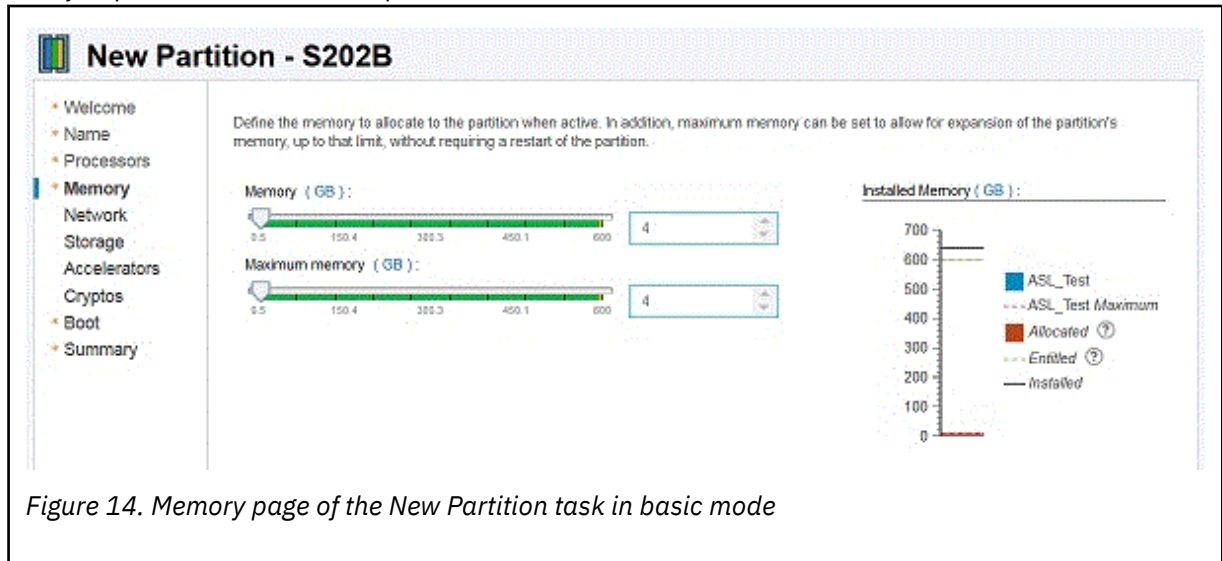 New Partition - S202B
* Welcome
* Name
* Processors
* Memory
Network
Storage
Accelerators
Cryptos
* Boot
* Summary
Define the memory to allocate to the partition when active. In addition, maximum memory can be set to allow for expansion of the partition's
memory, up to that limit, without requiring a restart of the partition.
Memory ( GB ) :
4
0.5 150.4 300.3 450.1 600
Maximum memory ( GB ) :
4
0.5 150.4 300.3 450.1 600
Installed Memory ( GB ) :
700
600
500
400
300
200
100
0
ASL_Test
ASL_Test Maximum
Allocated ?
Entitled ?
Installed
Figure 14. Memory page of the New Partition task in basic mode